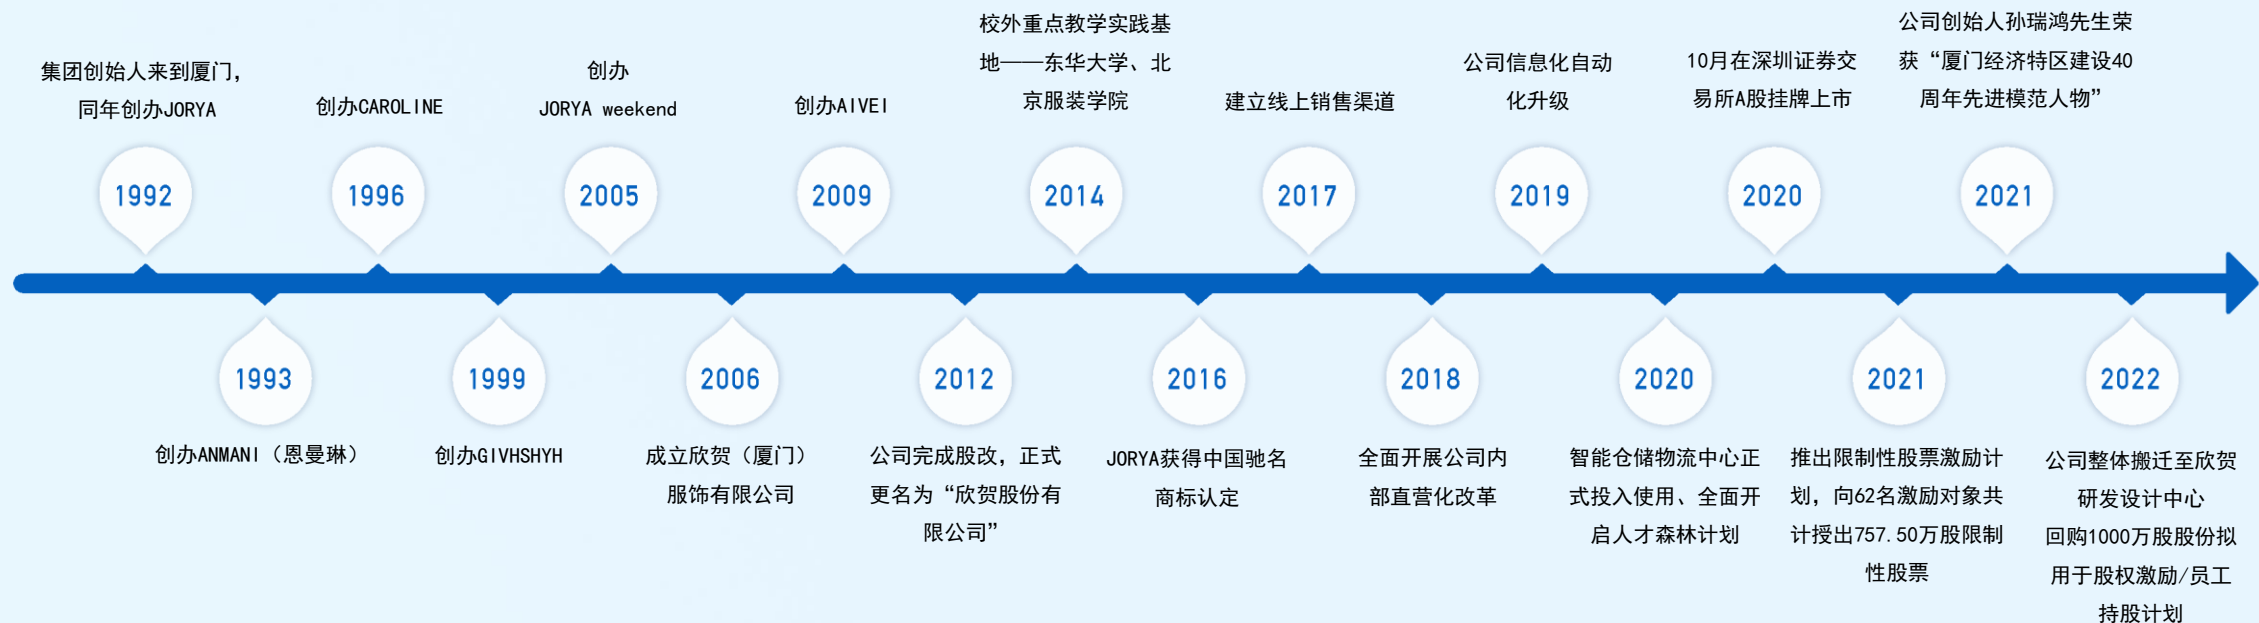 集团创始人来到厦门,
同年创办JORYA
1992
创办ANMANI（恩曼琳）
1993
创办CAROLINE
1996
创办GIVHSHYH
1999
创办
JORYA weekend
2005
成立欣贺（厦门）
服饰有限公司
2006
创办AIVEI
2009
公司完成股改，正式
更名为“欣贺股份有
限公司”
2012
校外重点教学实践基
地——东华大学、北
京服装学院
2014
JORYA获得中国驰名
商标认定
2016
建立线上销售渠道
2017
全面开展公司内
部直营化改革
2018
公司信息化自动
化升级
2019
智能仓储物流中心正
式投入使用、全面开
启人才森林计划
2020
10月在深圳证券交
易所A股挂牌上市
2020
推出限制性股票激励计
划，向62名激励对象共
计授出757.50万股限制
性股票
2021
公司创始人孙瑞鸿先生荣
获“厦门经济特区建设40
周年先进模范人物”
2021
公司整体搬迁至欣贺
研发设计中心
回购1000万股股份拟
用于股权激励/员工
持股计划
2022